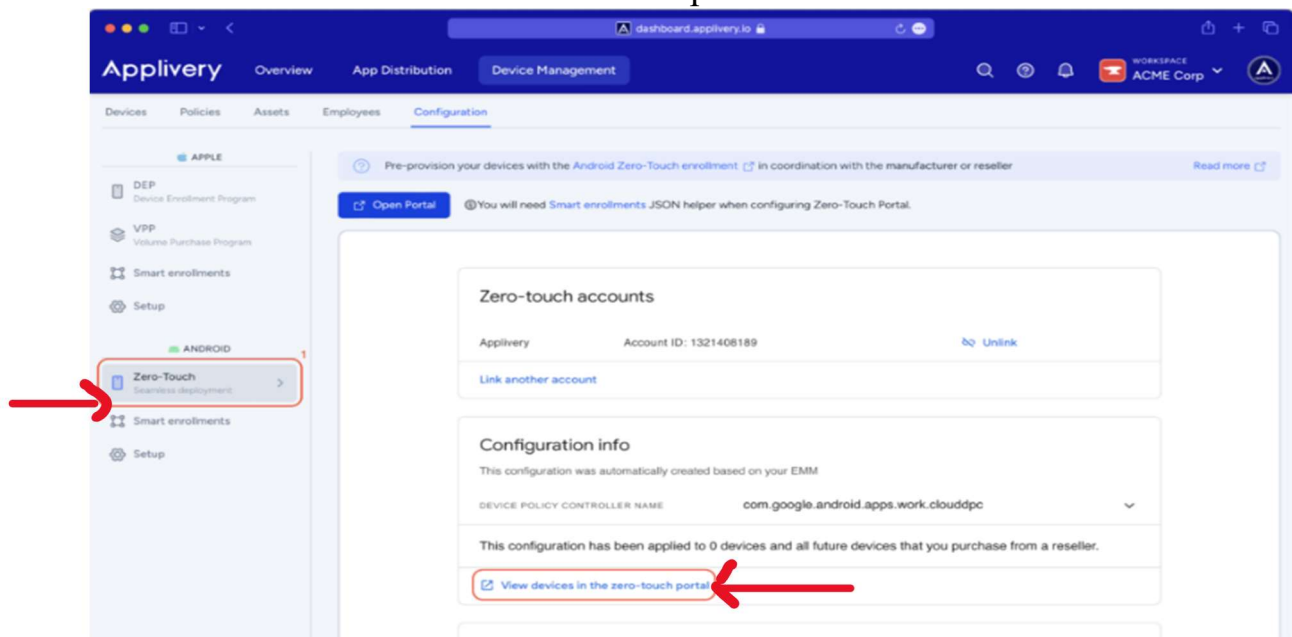 dashboard.applivery.io
Applivery Overview App Distribution Device Management WORKSPACE ACME Corp
Devices Policies Assets Employees Configuration
APPLE
DEP
Device Enrollment Program
VPP
Volume Purchase Program
Smart enrollments
Setup
ANDROID
1
Zero-Touch
Seamless deployment
Smart enrollments
Setup
Pre-provision your devices with the Android Zero-Touch enrollment in coordination with the manufacturer or reseller Read more
Open Portal You will need Smart enrollments JSON helper when configuring Zero-Touch Portal.
Zero-touch accounts
Applivery Account ID: 1321408189 Unlink
Link another account
Configuration info
This configuration was automatically created based on your EMM
DEVICE POLICY CONTROLLER NAME com.google.android.apps.work.clouddpc
This configuration has been applied to 0 devices and all future devices that you purchase from a reseller.
View devices in the zero-touch portal